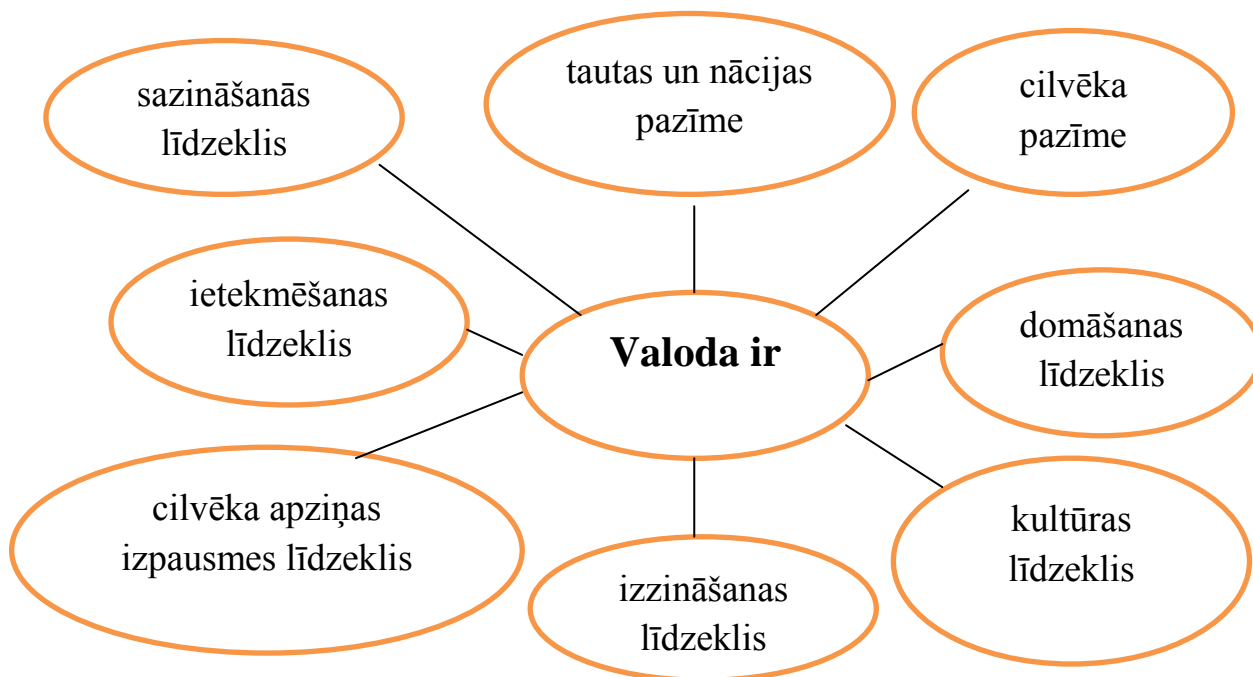 sazināšanās
līdzeklis
tautas un nācijas
pazīme
cilvēka
pazīme
ietekmēšanas
līdzeklis
Valoda ir
domāšanas
līdzeklis
cilvēka apziņas
izpausmes līdzeklis
izzināšanas
līdzeklis
kultūras
līdzeklis